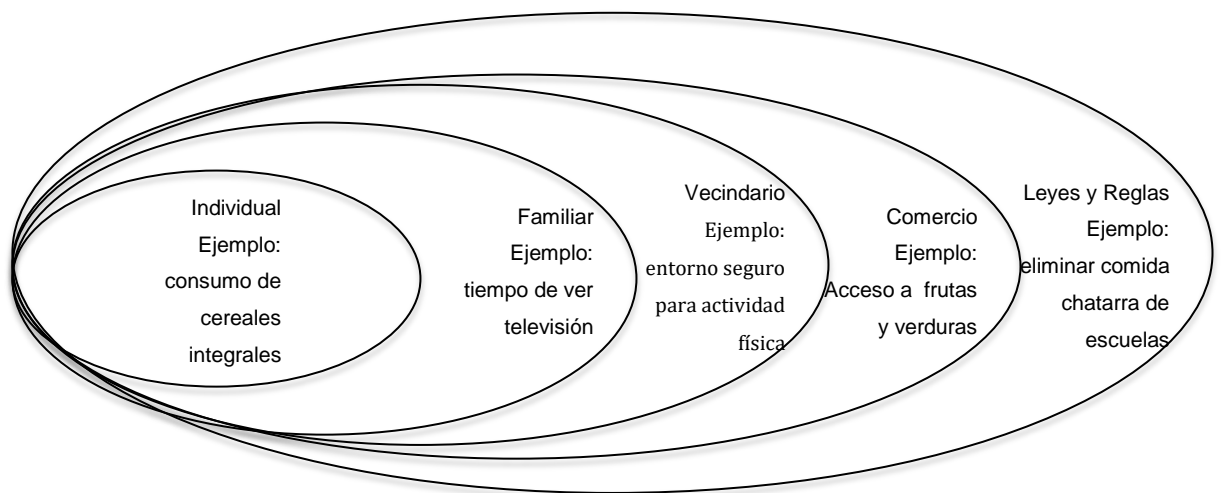 Individual
Ejemplo:
consumo de
cereales
integrales
Familiar
Ejemplo:
tiempo de ver
televisión
Vecindario
Ejemplo:
entorno seguro
para actividad
física
Comercio
Ejemplo:
Acceso a frutas
y verduras
Leyes y Reglas
Ejemplo:
eliminar comida
chatarra de
escuelas